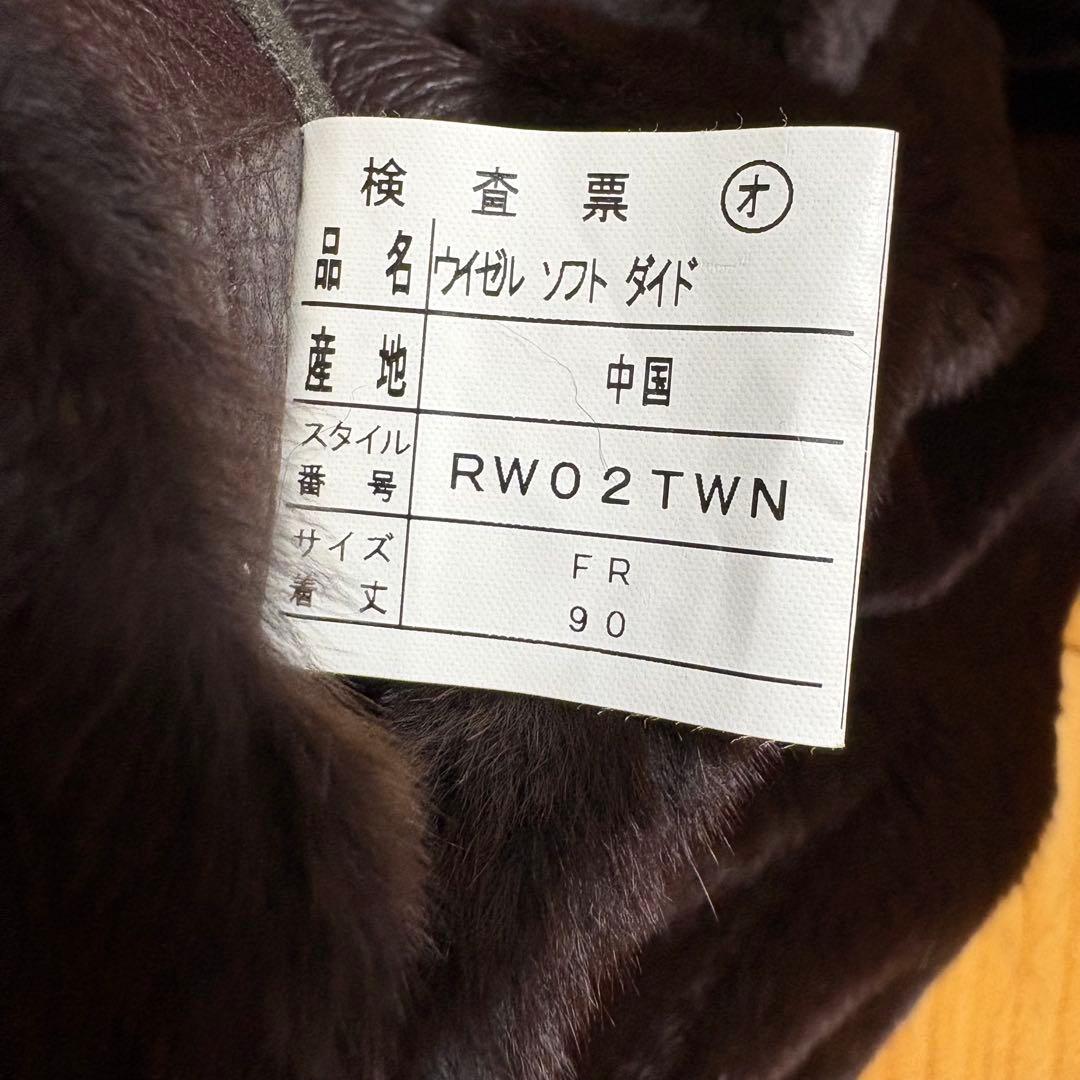 検査票 オ
品名 ウイゼル ソフト ダイド
産地 中国
スタイル番号 RW02TWN
サイズ FR
着丈 90